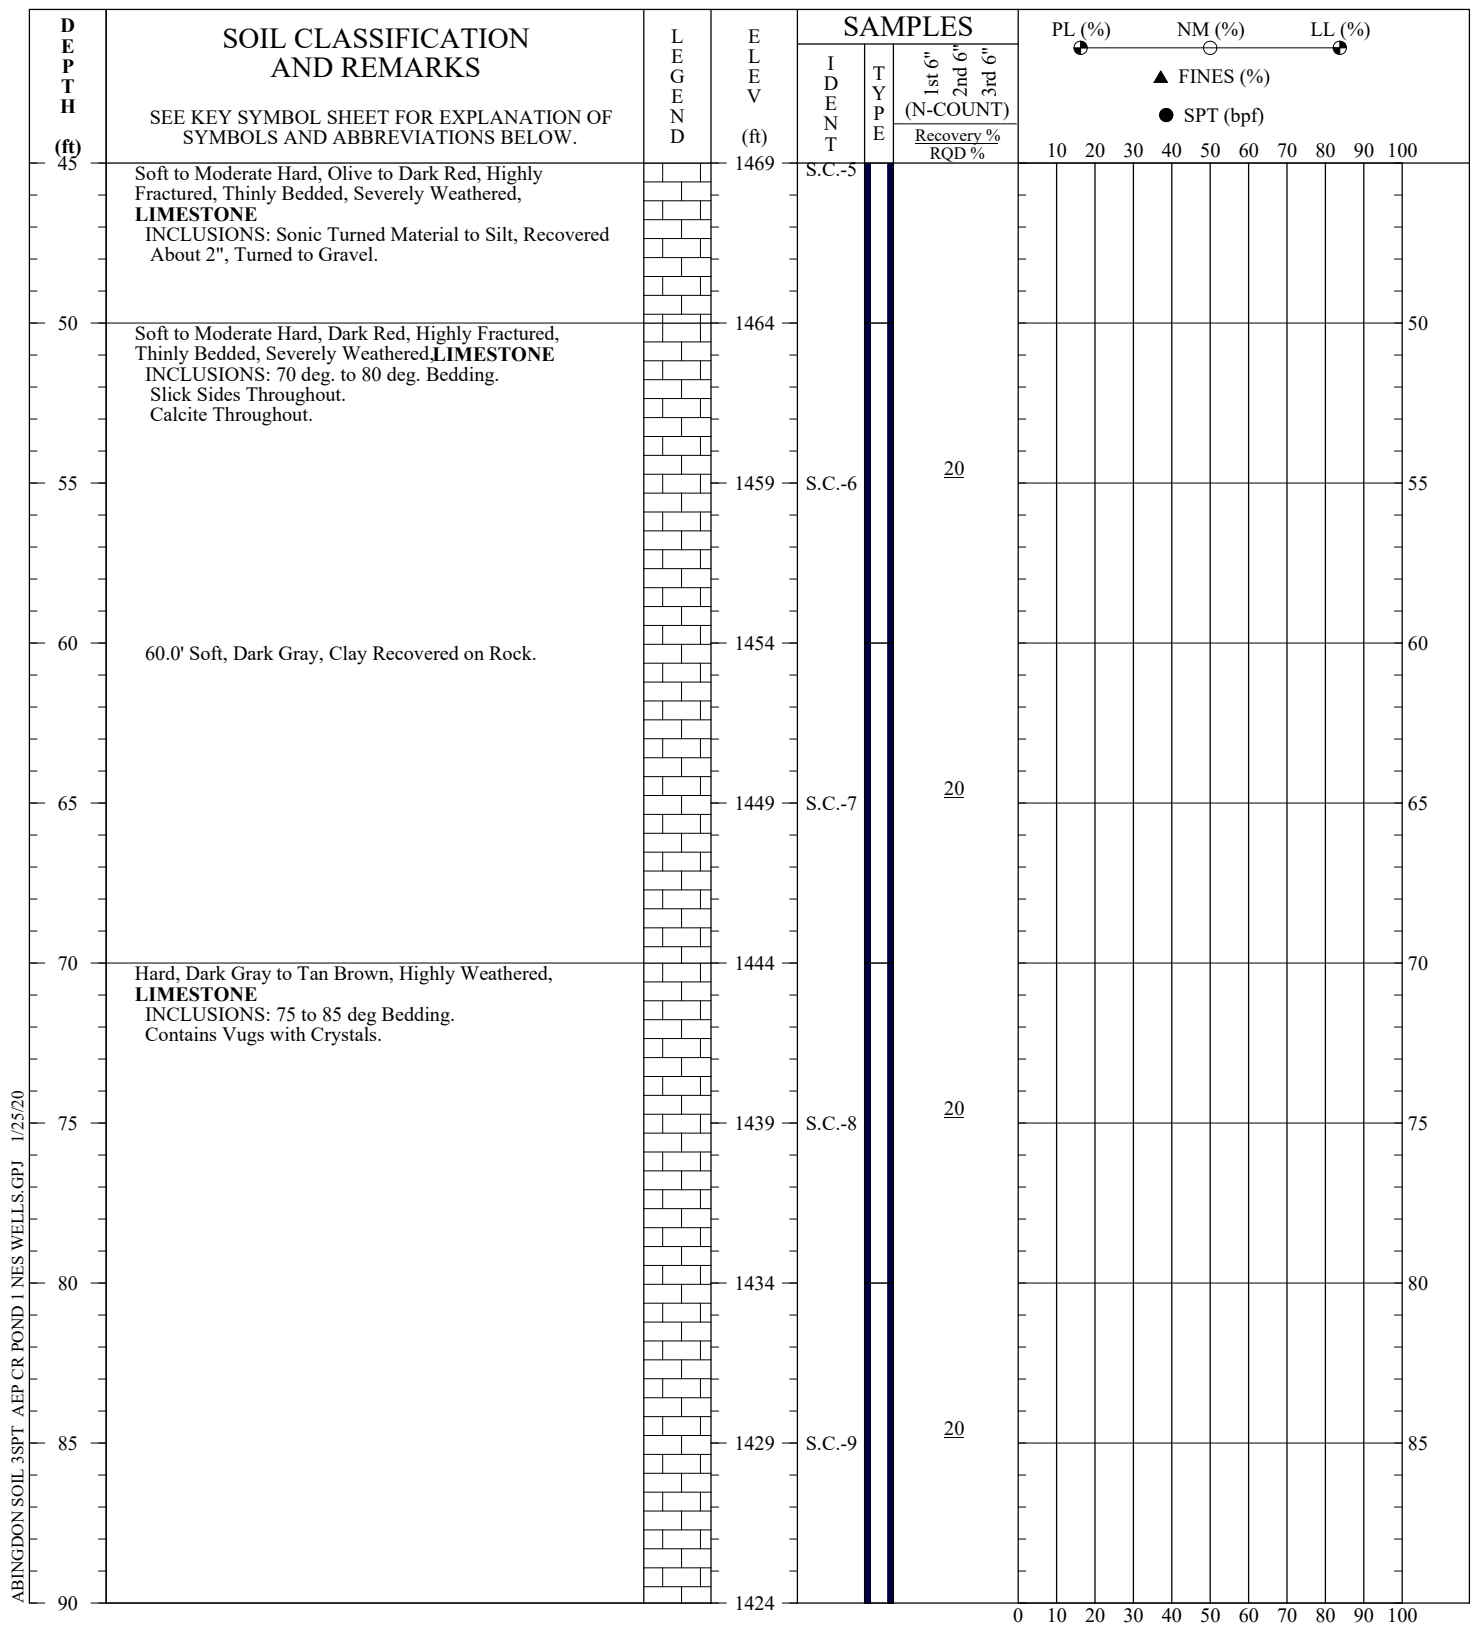 DEPTH
(ft)
SOIL CLASSIFICATION
AND REMARKS
SEE KEY SYMBOL SHEET FOR EXPLANATION OF
SYMBOLS AND ABBREVIATIONS BELOW.
LEGEND
ELEV
(ft)
SAMPLES
IDENT
TYPE
1st 6"
2nd 6"
3rd 6"
(N-COUNT)
Recovery %
RQD %
PL (%) NM (%) LL (%)
FINES (%)
SPT (bpf)
10 20 30 40 50 60 70 80 90 100
45 1469 S.C.-5
Soft to Moderate Hard, Olive to Dark Red, Highly
Fractured, Thinly Bedded, Severely Weathered,
LIMESTONE
INCLUSIONS: Sonic Turned Material to Silt, Recovered
About 2", Turned to Gravel.
50 1464 50
Soft to Moderate Hard, Dark Red, Highly Fractured,
Thinly Bedded, Severely Weathered,LIMESTONE
INCLUSIONS: 70 deg. to 80 deg. Bedding.
Slick Sides Throughout.
Calcite Throughout.
20
55 1459 S.C.-6 55
60 1454 60
60.0' Soft, Dark Gray, Clay Recovered on Rock.
20
65 1449 S.C.-7 65
70 1444 70
Hard, Dark Gray to Tan Brown, Highly Weathered,
LIMESTONE
INCLUSIONS: 75 to 85 deg Bedding.
Contains Vugs with Crystals.
20
75 1439 S.C.-8 75
80 1434 80
20
85 1429 S.C.-9 85
90 1424
0 10 20 30 40 50 60 70 80 90 100
ABINGDON SOIL 3SPT AEP CR POND 1 NES WELLS.GPJ 1/25/20